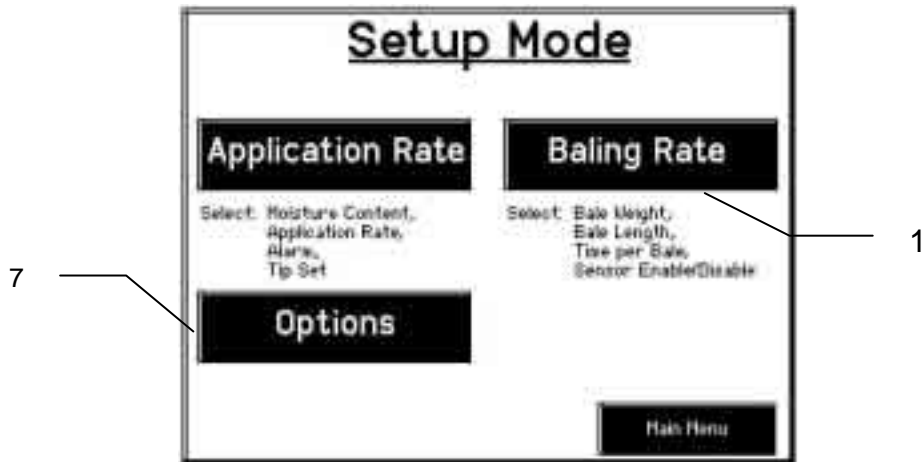 Setup Mode
Application Rate
Select: Moisture Content,
Application Rate,
Alarm,
Tip Set
Baling Rate
Select: Bale Weight,
Bale Length,
Time per Bale,
Sensor Enable/Disable
1
7
Options
Main Menu